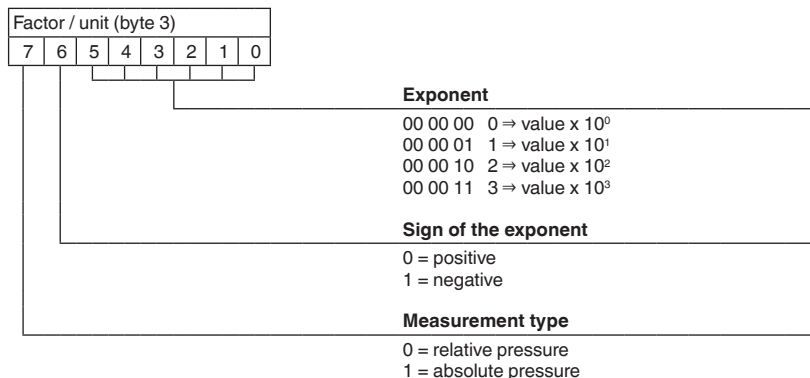 Factor / unit (byte 3)
7 6 5 4 3 2 1 0
Exponent
00 00 00 0 ⇒ value x 10⁰
00 00 01 1 ⇒ value x 10¹
00 00 10 2 ⇒ value x 10²
00 00 11 3 ⇒ value x 10³
Sign of the exponent
0 = positive
1 = negative
Measurement type
0 = relative pressure
1 = absolute pressure